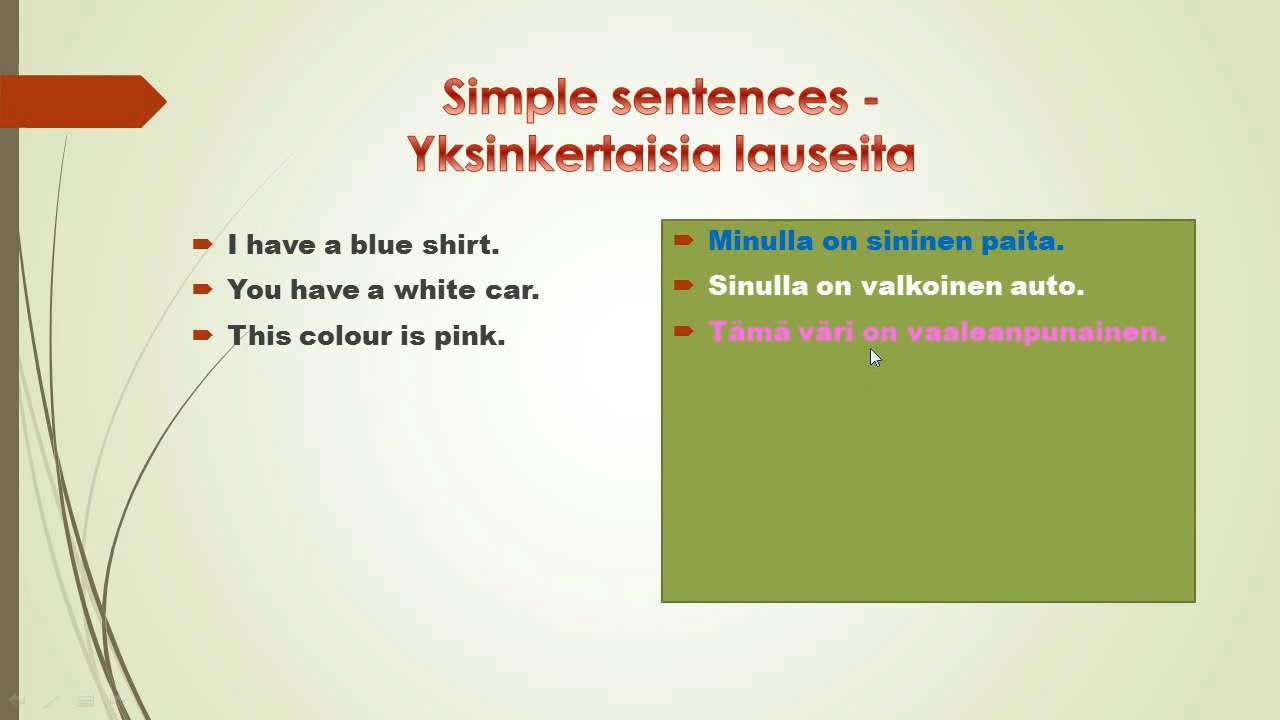 Simple sentences -
Yksinkertaisia lauseita
I have a blue shirt.
You have a white car.
This colour is pink.
Minulla on sininen paita.
Sinulla on valkoinen auto.
Tämä väri on vaaleanpunainen.